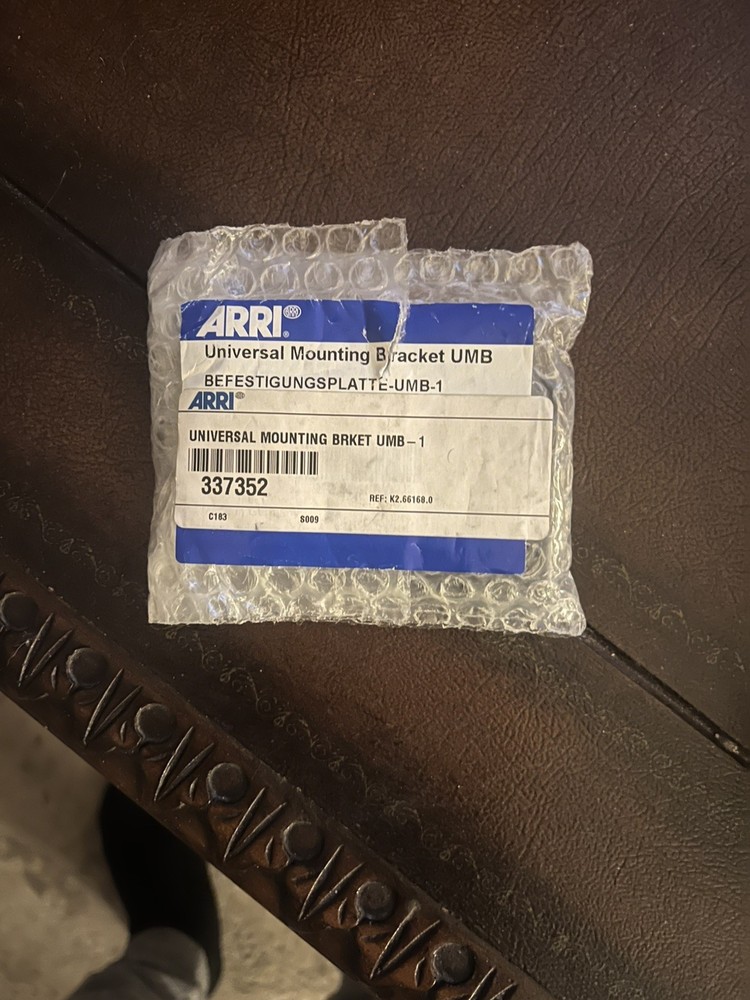 ARRI®
Universal Mounting Bracket UMB
BEFESTIGUNGSPLATTE-UMB-1
ARRI
UNIVERSAL MOUNTING BRKET UMB-1
337352
REF: K2.66168.0
C183 S009